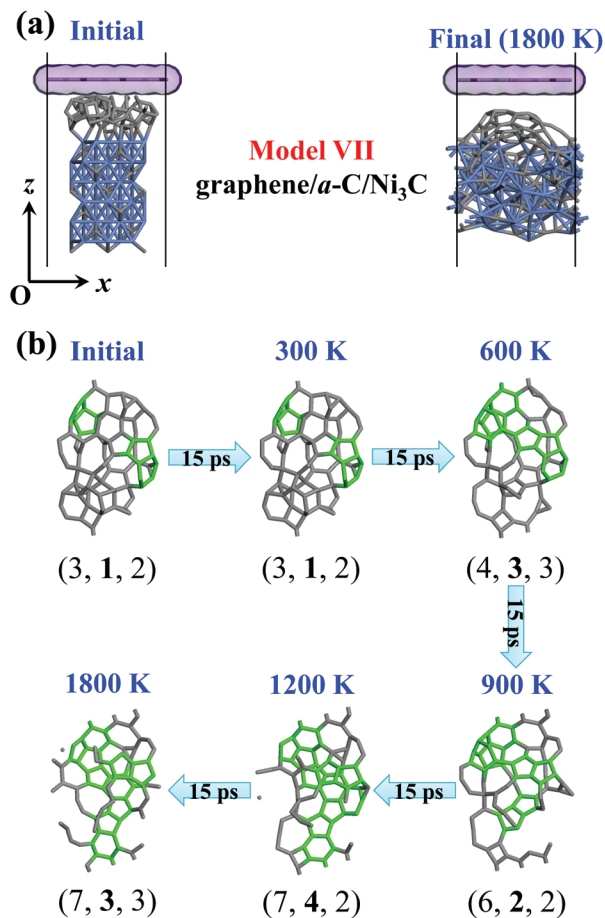 (a)
Initial
Final (1800 K)
Model VII
graphene/a-C/Ni₃C
z
O
x
(b)
Initial
300 K
600 K
15 ps
15 ps
(3, 1, 2)
(3, 1, 2)
(4, 3, 3)
15 ps
1800 K
1200 K
900 K
15 ps
15 ps
(7, 3, 3)
(7, 4, 2)
(6, 2, 2)